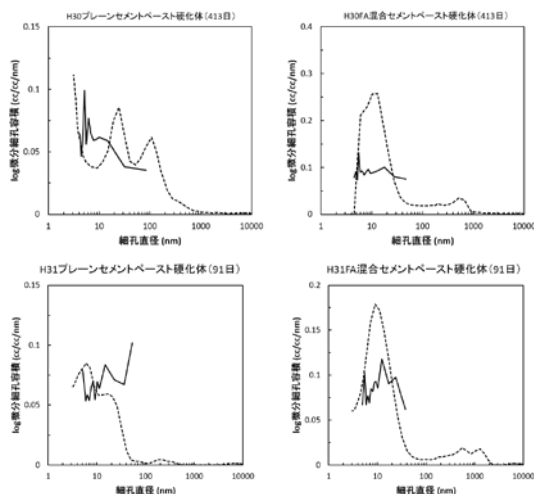 H30プレーンセメントペースト硬化体(413日)
log微分細孔容積 (cc/cc/nm)
0.15
0.1
0.05
0
1 10 100 1000 10000
細孔直径 (nm)
H30FA混合セメントペースト硬化体(413日)
log微分細孔容積 (cc/cc/nm)
0.4
0.3
0.2
0.1
0
1 10 100 1000 10000
細孔直径 (nm)
H31プレーンセメントペースト硬化体(91日)
log微分細孔容積 (cc/cc/nm)
0.15
0.1
0.05
0
1 10 100 1000 10000
細孔直径 (nm)
H31FA混合セメントペースト硬化体(91日)
log微分細孔容積 (cc/cc/nm)
0.2
0.15
0.1
0.05
0
1 10 100 1000 10000
細孔直径 (nm)